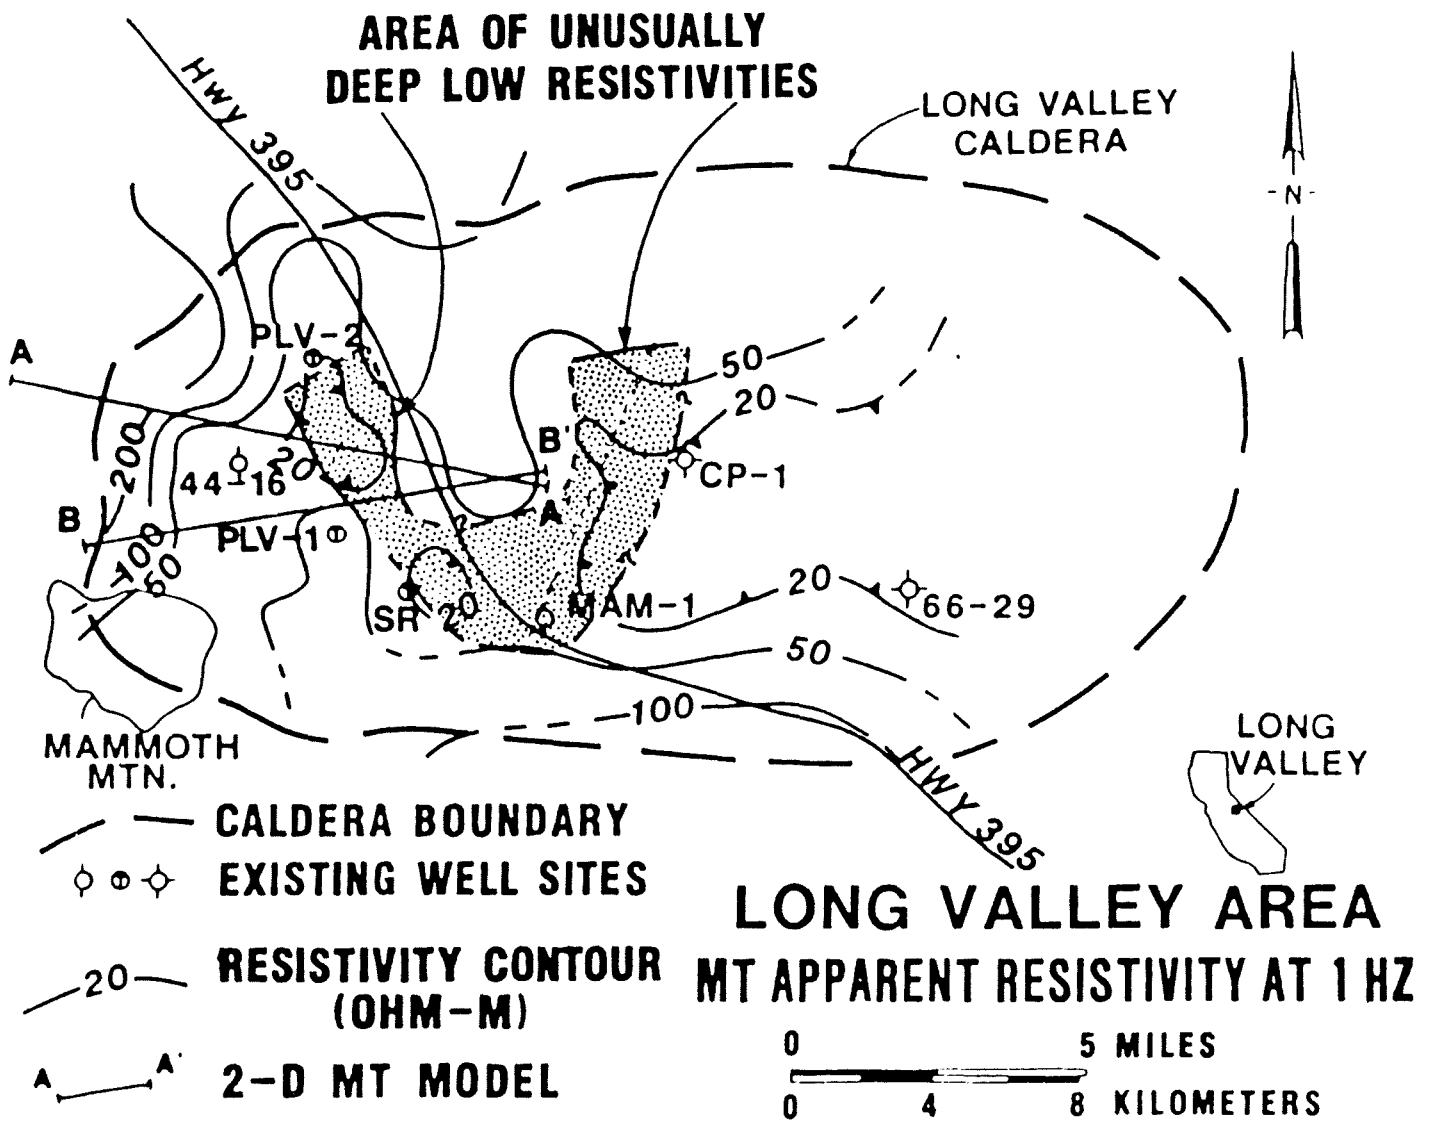 AREA OF UNUSUALLY
DEEP LOW RESISTIVITIES
Hwy 395
LONG VALLEY
CALDERA
-N-
PLV-2
A
50
20
200
B'
44-16
20
CP-1
B
A'
PLV-1
100
50
SR
20
MAM-1
20
66-29
50
100
MAMMOTH
MTN.
HWY 395
LONG
VALLEY
CALDERA BOUNDARY
EXISTING WELL SITES
20
RESISTIVITY CONTOUR
(OHM-M)
A
A'
2-D MT MODEL
LONG VALLEY AREA
MT APPARENT RESISTIVITY AT 1 HZ
0 5 MILES
0 4 8 KILOMETERS